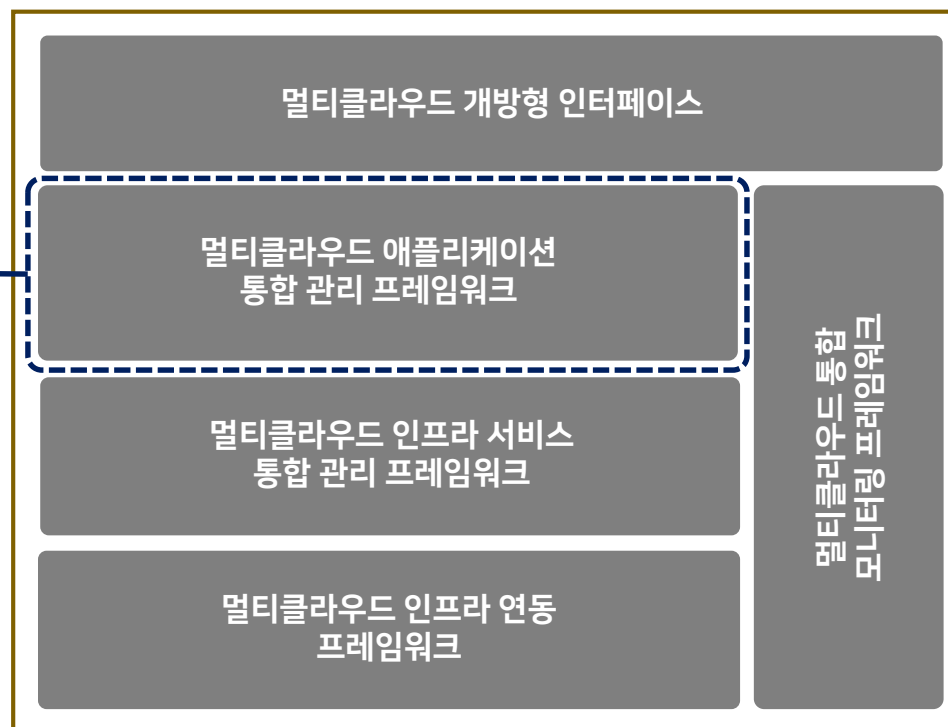 멀티클라우드 개방형 인터페이스
멀티클라우드 애플리케이션
통합 관리 프레임워크
멀티클라우드 인프라 서비스
통합 관리 프레임워크
멀티클라우드 인프라 연동
프레임워크
멀티클라우드 통합
모니터링 프레임워크